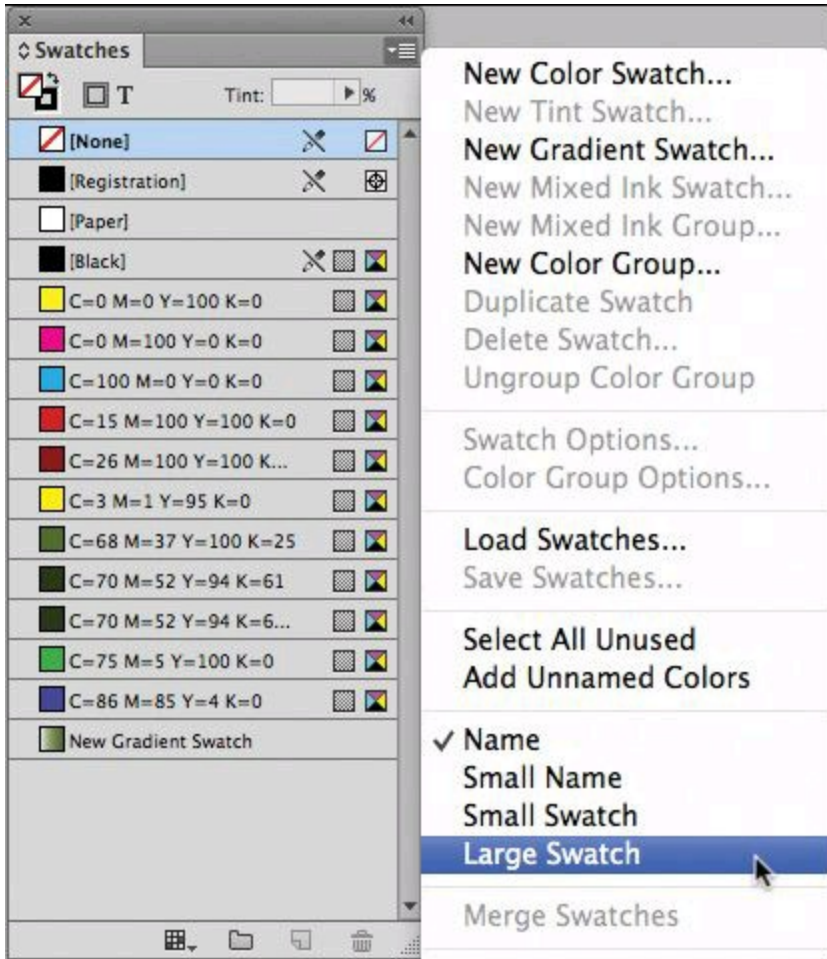 Swatches
T Tint: %
[None]
[Registration]
[Paper]
[Black]
C=0 M=0 Y=100 K=0
C=0 M=100 Y=0 K=0
C=100 M=0 Y=0 K=0
C=15 M=100 Y=100 K=0
C=26 M=100 Y=100 K...
C=3 M=1 Y=95 K=0
C=68 M=37 Y=100 K=25
C=70 M=52 Y=94 K=61
C=70 M=52 Y=94 K=6...
C=75 M=5 Y=100 K=0
C=86 M=85 Y=4 K=0
New Gradient Swatch
New Color Swatch...
New Tint Swatch...
New Gradient Swatch...
New Mixed Ink Swatch...
New Mixed Ink Group...
New Color Group...
Duplicate Swatch
Delete Swatch...
Ungroup Color Group
Swatch Options...
Color Group Options...
Load Swatches...
Save Swatches...
Select All Unused
Add Unnamed Colors
Name
Small Name
Small Swatch
Large Swatch
Merge Swatches